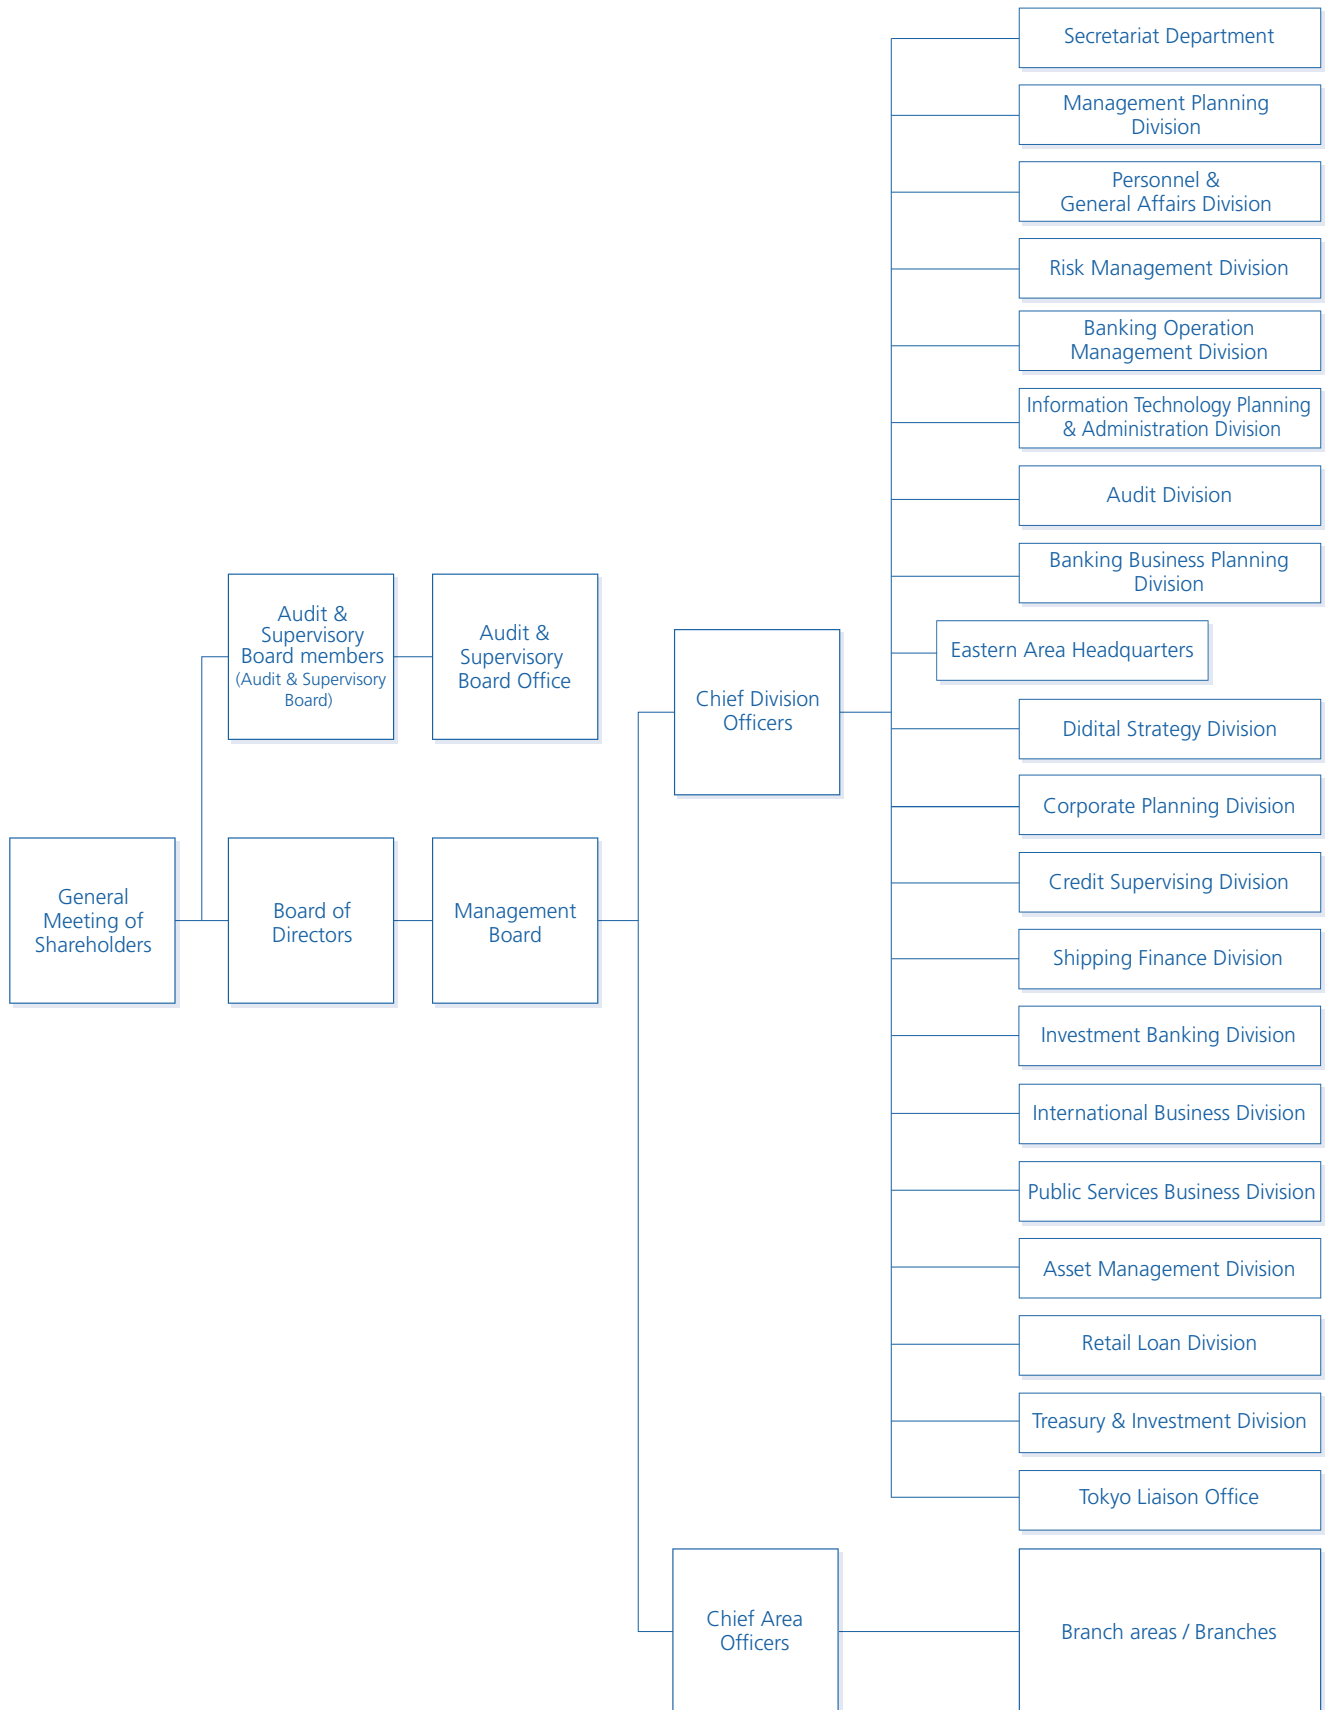 Secretariat Department
Management Planning
Division
Personnel &
General Affairs Division
Risk Management Division
Banking Operation
Management Division
Information Technology Planning
& Administration Division
Audit Division
Banking Business Planning
Division
Eastern Area Headquarters
Audit &
Supervisory
Board members
(Audit & Supervisory
Board)
Audit &
Supervisory
Board Office
Chief Division
Officers
Didital Strategy Division
Corporate Planning Division
Credit Supervising Division
General
Meeting of
Shareholders
Board of
Directors
Management
Board
Shipping Finance Division
Investment Banking Division
International Business Division
Public Services Business Division
Asset Management Division
Retail Loan Division
Treasury & Investment Division
Tokyo Liaison Office
Chief Area
Officers
Branch areas / Branches